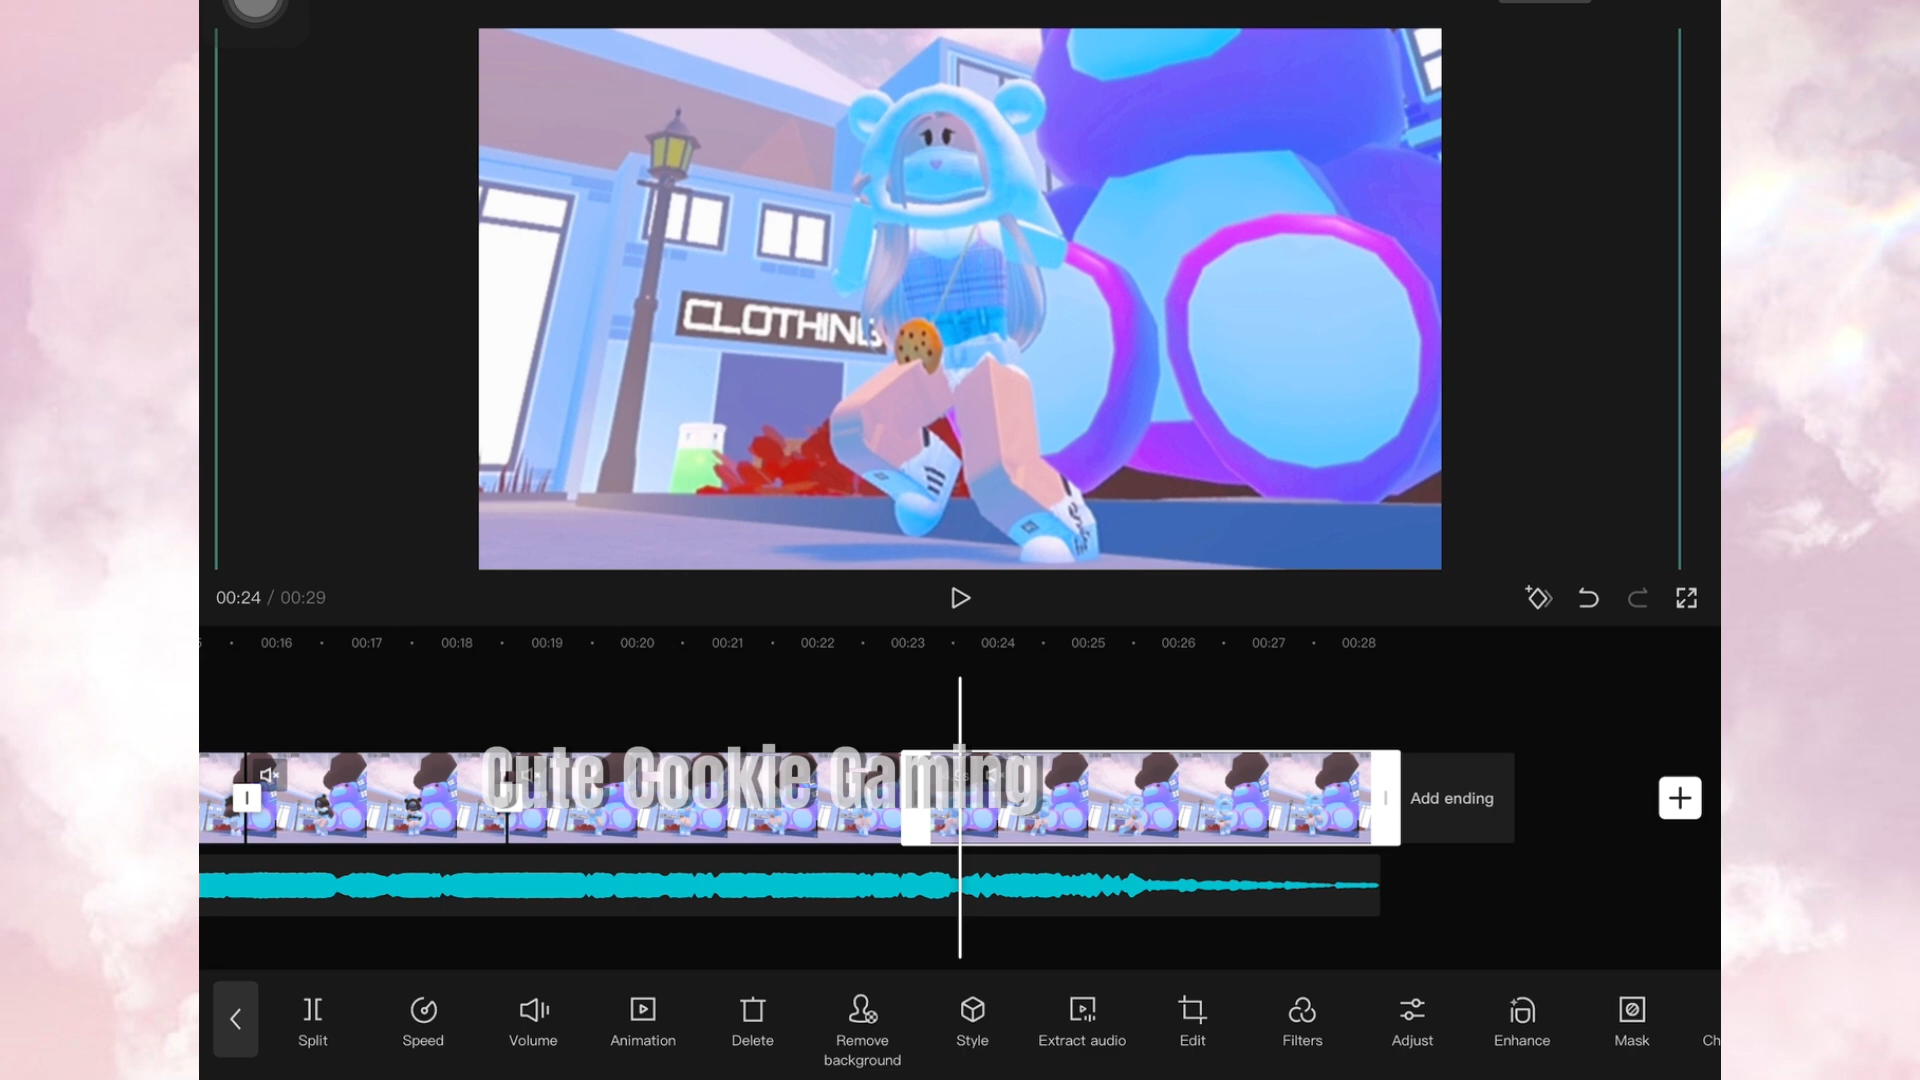 CLOTHING
00:24 / 00:29
00:16 00:17 00:18 00:19 00:20 00:21 00:22 00:23 00:24 00:25 00:26 00:27 00:28
Cute Cookie Gaming
Add ending
Split Speed Volume Animation Delete Remove background Style Extract audio Edit Filters Adjust Enhance Mask Ch